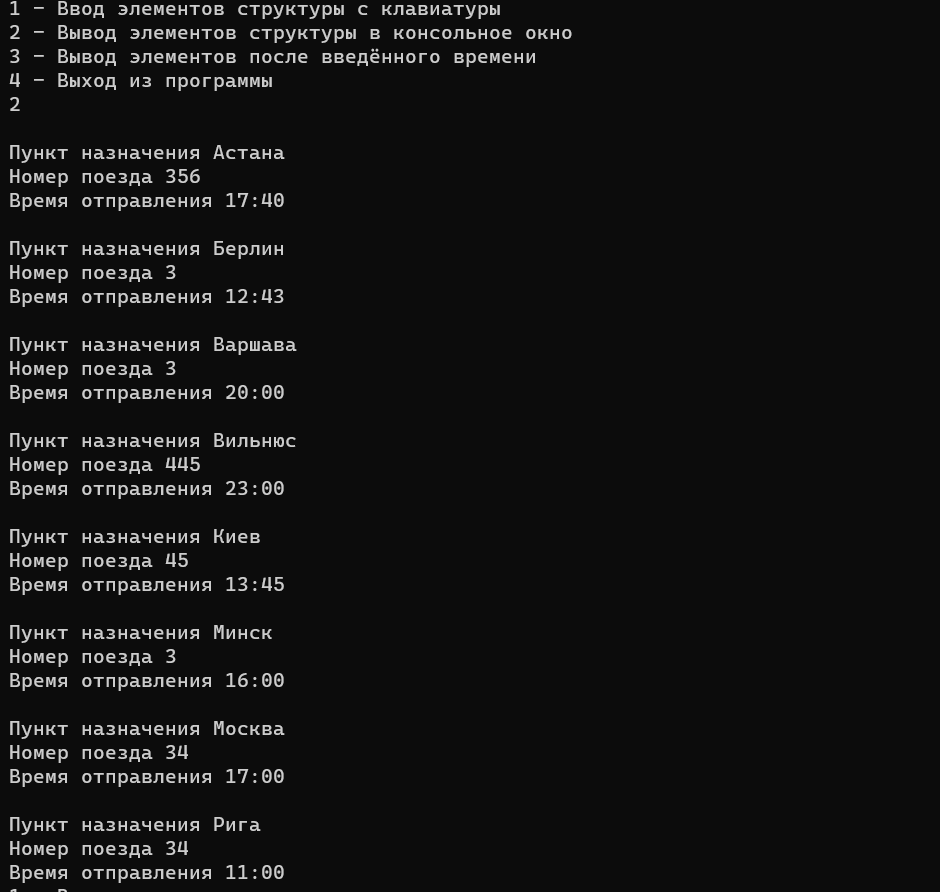 1 - Ввод элементов структуры с клавиатуры
2 - Вывод элементов структуры в консольное окно
3 - Вывод элементов после введённого времени
4 - Выход из программы
2
Пункт назначения Астана
Номер поезда 356
Время отправления 17:40
Пункт назначения Берлин
Номер поезда 3
Время отправления 12:43
Пункт назначения Варшава
Номер поезда 3
Время отправления 20:00
Пункт назначения Вильнюс
Номер поезда 445
Время отправления 23:00
Пункт назначения Киев
Номер поезда 45
Время отправления 13:45
Пункт назначения Минск
Номер поезда 3
Время отправления 16:00
Пункт назначения Москва
Номер поезда 34
Время отправления 17:00
Пункт назначения Рига
Номер поезда 34
Время отправления 11:00